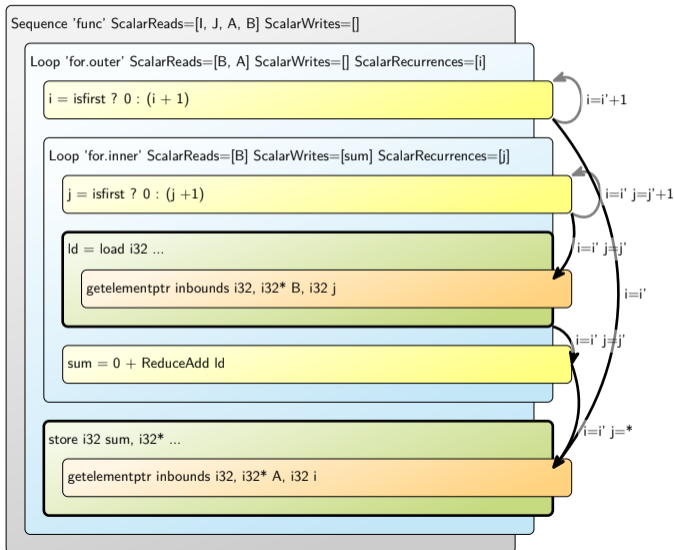 Sequence 'func' ScalarReads=[I, J, A, B] ScalarWrites=[]
Loop 'for.outer' ScalarReads=[B, A] ScalarWrites=[] ScalarRecurrences=[i]
i = isfirst ? 0 : (i + 1)
i=i'+1
Loop 'for.inner' ScalarReads=[B] ScalarWrites=[sum] ScalarRecurrences=[j]
j = isfirst ? 0 : (j +1)
i=i' j=j'+1
ld = load i32 ...
i=i' j=j'
getelementptr inbounds i32, i32* B, i32 j
i=i'
i=i' j=j'
sum = 0 + ReduceAdd ld
i=i' j=*
store i32 sum, i32* ...
getelementptr inbounds i32, i32* A, i32 i